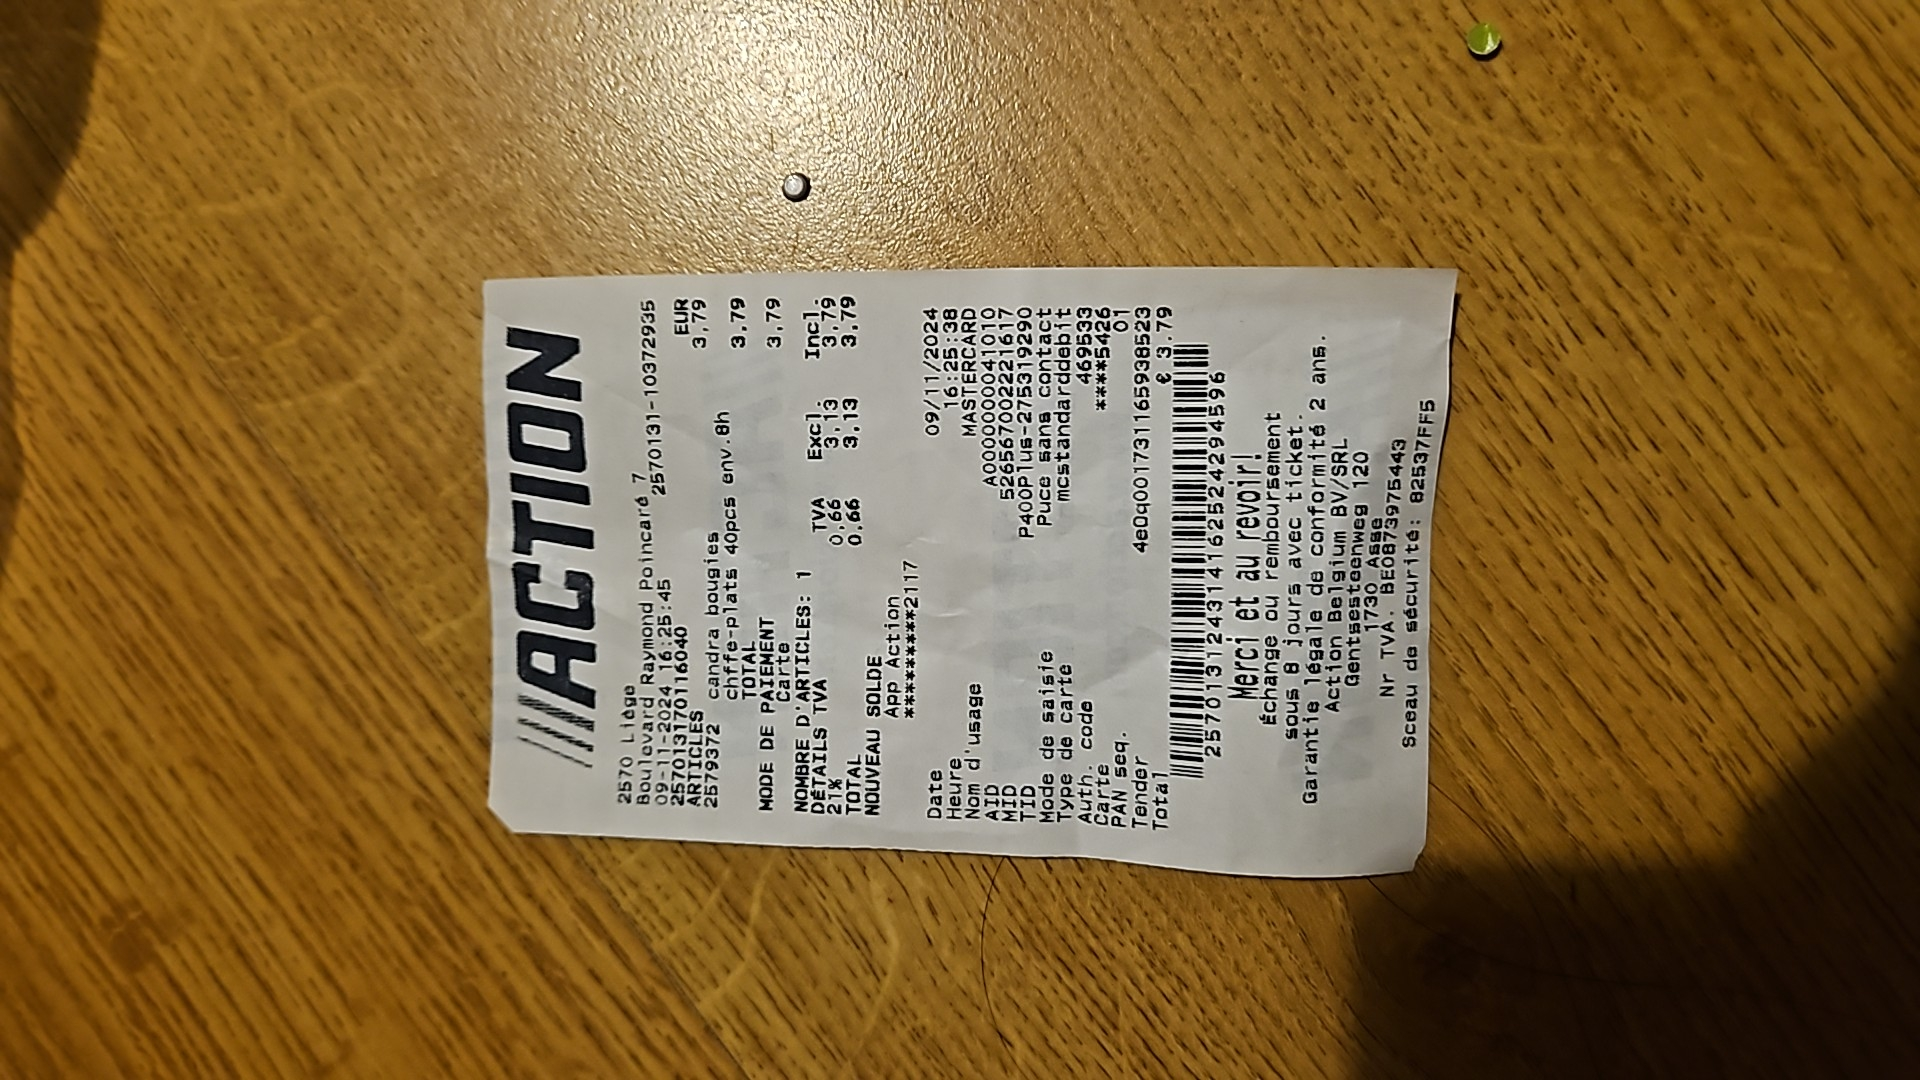 ACTION
2570 Liège
Boulevard Raymond Poincaré 7
09-11-2024 16:25:45 2570131-10372935
2570131701116040
ARTICLES EUR
2579372 candra bougies 3,79
chffe-plats 40pcs env.8h
TOTAL 3,79
MODE DE PAIEMENT
Carte 3,79
NOMBRE D'ARTICLES: 1
DÉTAILS TVA TVA Excl. Incl.
21% 0,66 3,13 3,79
TOTAL 0,66 3,13 3,79
NOUVEAU SOLDE
App Action
*********2117
Date 09/11/2024
Heure 16:25:38
Nom d'usage MASTERCARD
AID A0000000041010
MID 526567002221617
TID P400Plus-275319290
Mode de saisie Puce sans contact
Type de carte mcstandarddebit
Auth. code 469533
Carte ****5426
PAN seq. 01
Tender 4e0q001731165938523
Total € 3.79
257013124314162524294596
Merci et au revoir!
Échange ou remboursement
sous 8 jours avec ticket.
Garantie légale de conformité 2 ans.
Action Belgium BV/SRL
Gentsesteenweg 120
1730 Asse
Nr TVA. BE0873975443
Sceau de sécurité: 82537FF5